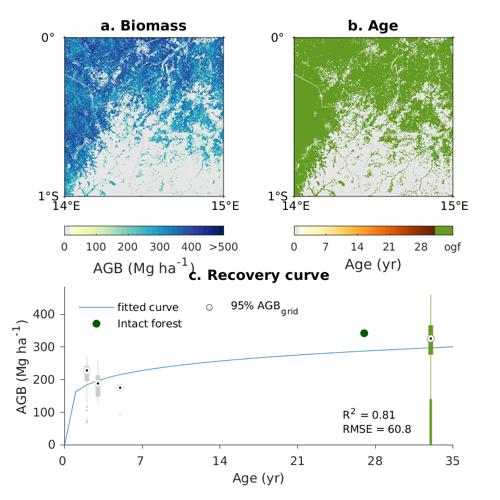 a. Biomass
b. Age
0°
1°S
14°E
15°E
0°
1°S
14°E
15°E
0 100 200 300 400 >500
AGB (Mg ha-1)
0 7 14 21 28 ogf
Age (yr)
c. Recovery curve
fitted curve
95% AGBgrid
Intact forest
AGB (Mg ha-1)
400
300
200
100
0
R2 = 0.81
RMSE = 60.8
0 7 14 21 28 35
Age (yr)